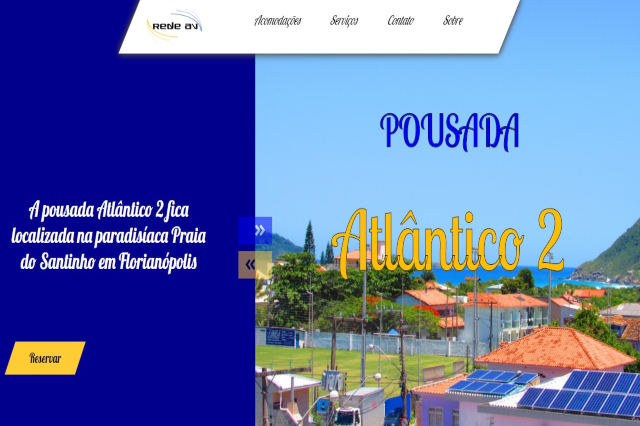 Rede AV
Acomodações Serviços Contato Sobre
POUSADA
Atlântico 2
A pousada Atlântico 2 fica
localizada na paradisíaca Praia
do Santinho em Florianópolis
»
«
Reservar